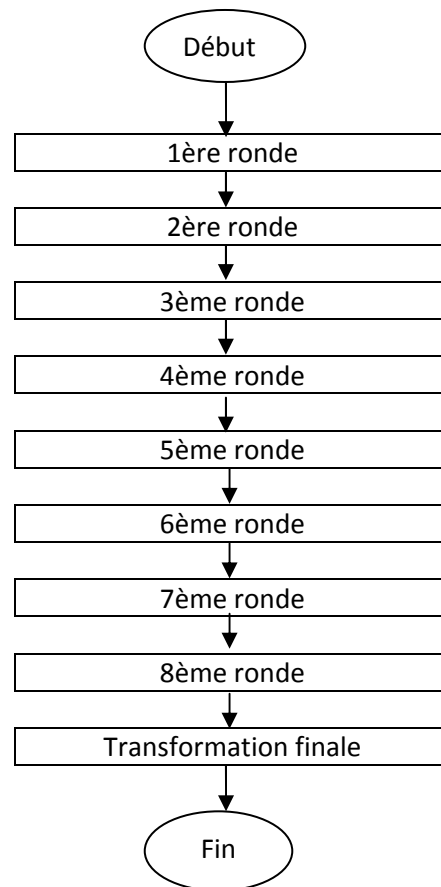 Début
1ère ronde
2ère ronde
3ème ronde
4ème ronde
5ème ronde
6ème ronde
7ème ronde
8ème ronde
Transformation finale
Fin